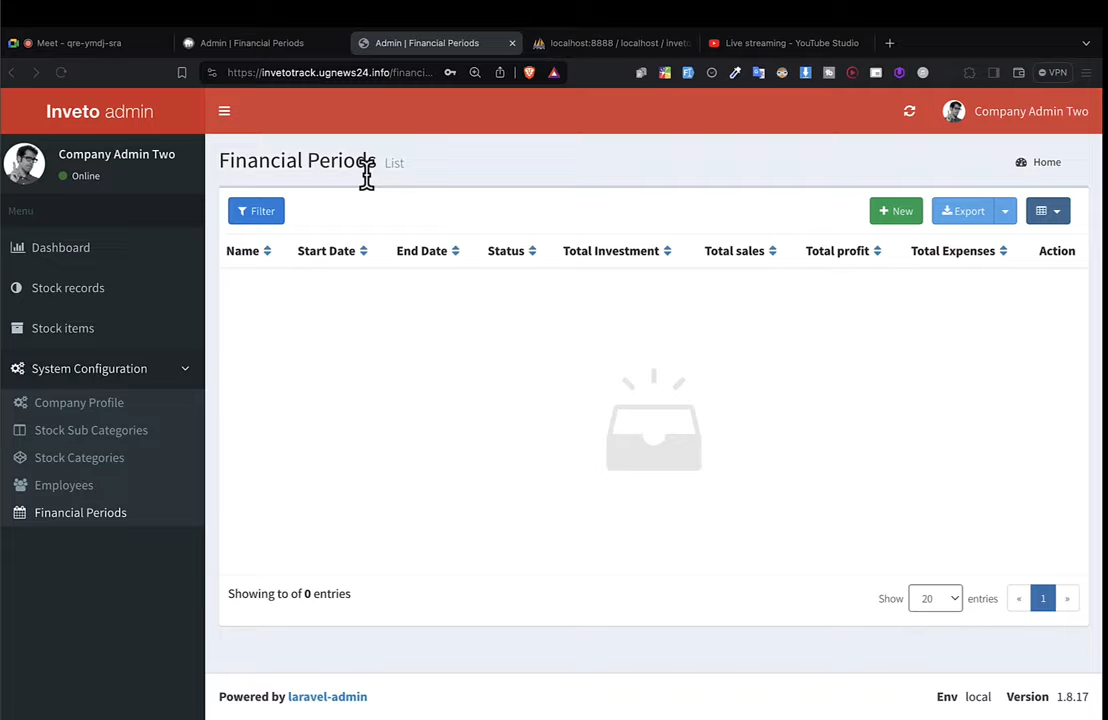 Meet - qre-ymdj-sra
Admin | Financial Periods
Admin | Financial Periods
localhost:8888 / localhost / invet
Live streaming - YouTube Studio
https://invetotrack.ugnews24.info/financi...
VPN
Inveto admin
Company Admin Two
Company Admin Two
Online
Financial Periods List
Home
Menu
Filter
New
Export
Dashboard
Name Start Date End Date Status Total Investment Total sales Total profit Total Expenses Action
Stock records
Stock items
System Configuration
Company Profile
Stock Sub Categories
Stock Categories
Employees
Financial Periods
Showing to of 0 entries
Show 20 entries « 1 »
Powered by laravel-admin
Env local Version 1.8.17